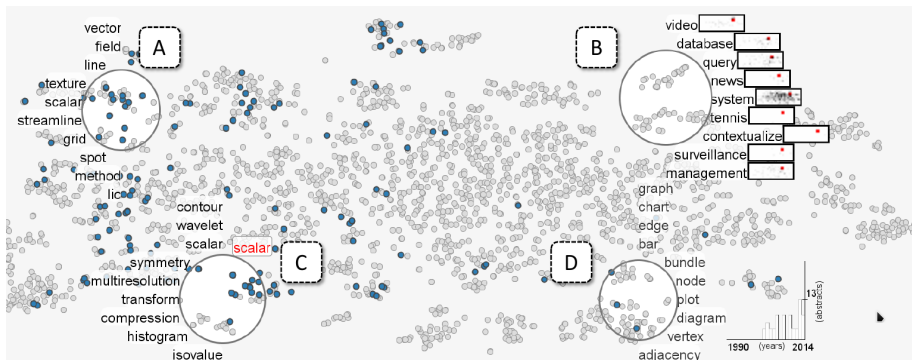 vector
field
line
texture
scalar
streamline
grid
spot
method
lic
A
B
video
database
query
news
system
tennis
contextualize
surveillance
management
contour
wavelet
scalar
scalar
symmetry
multiresolution
transform
compression
histogram
isovalue
C
D
graph
chart
edge
bar
bundle
node
plot
diagram
vertex
adjacency
13
(abstracts)
1990 (years) 2014